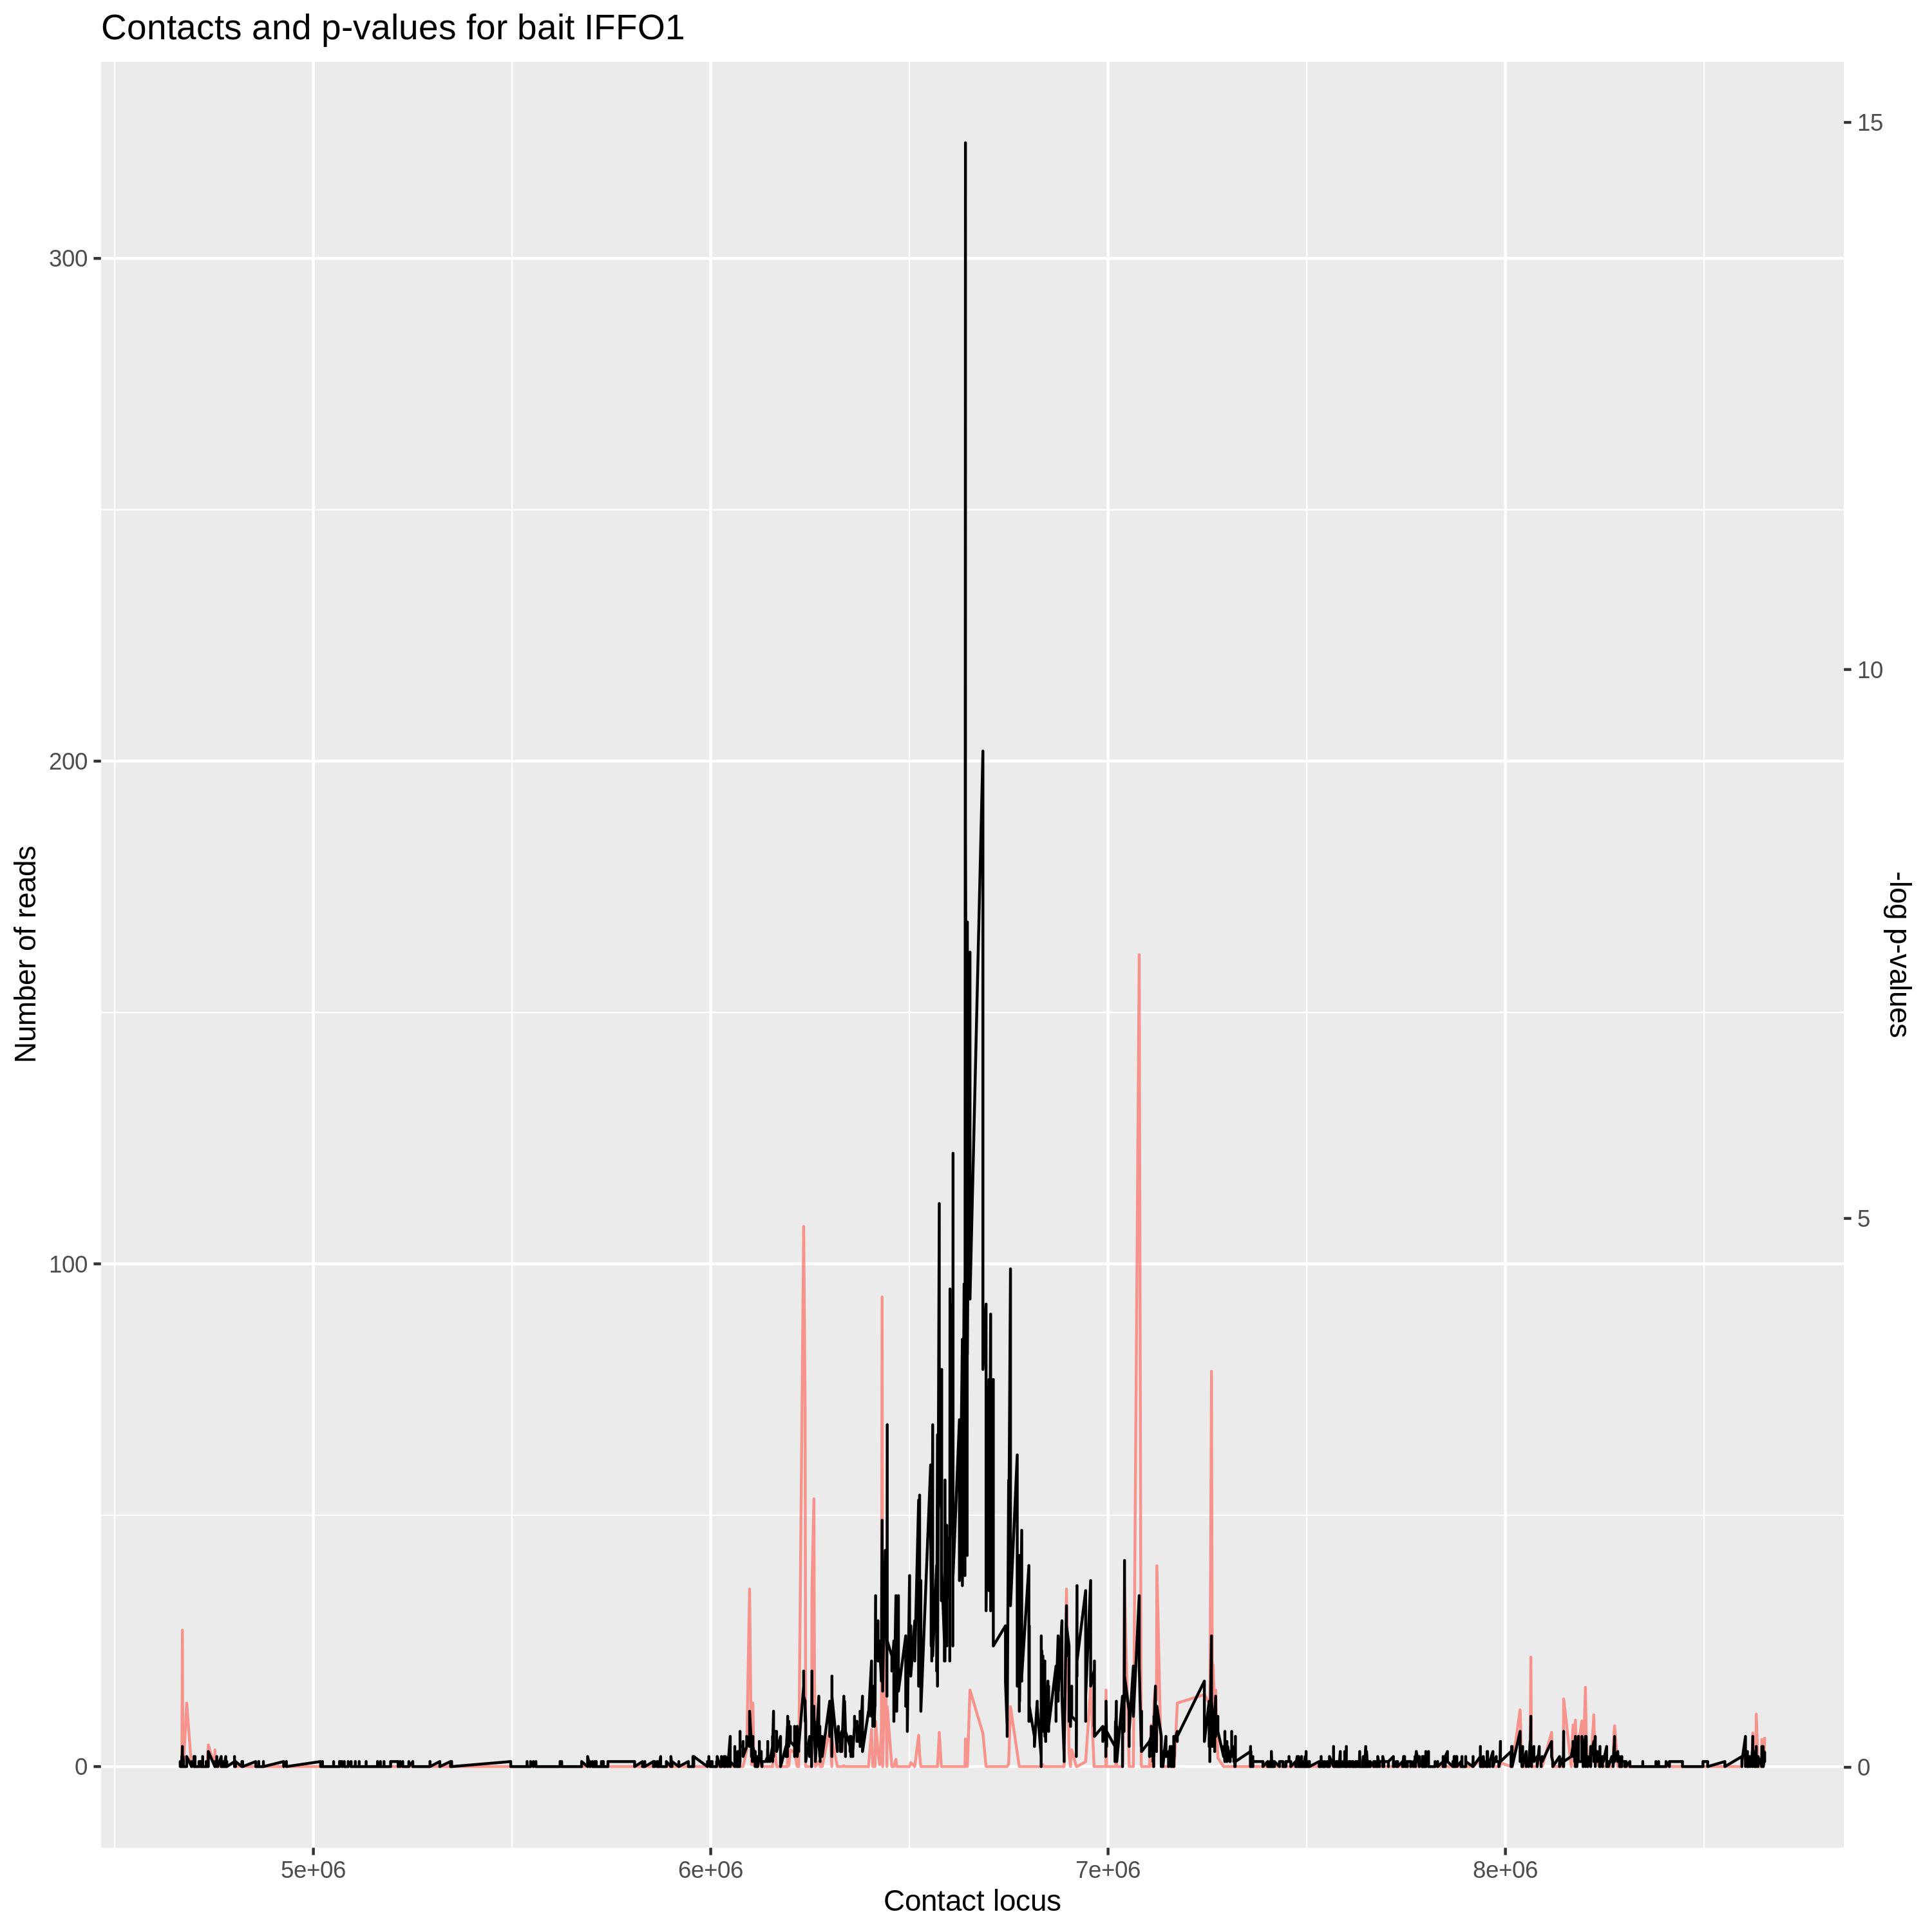 Contacts and p-values for bait IFFO1
15
300
10
200
Number of reads
-log p-values
5
100
0
0
5e+06
6e+06
7e+06
8e+06
Contact locus